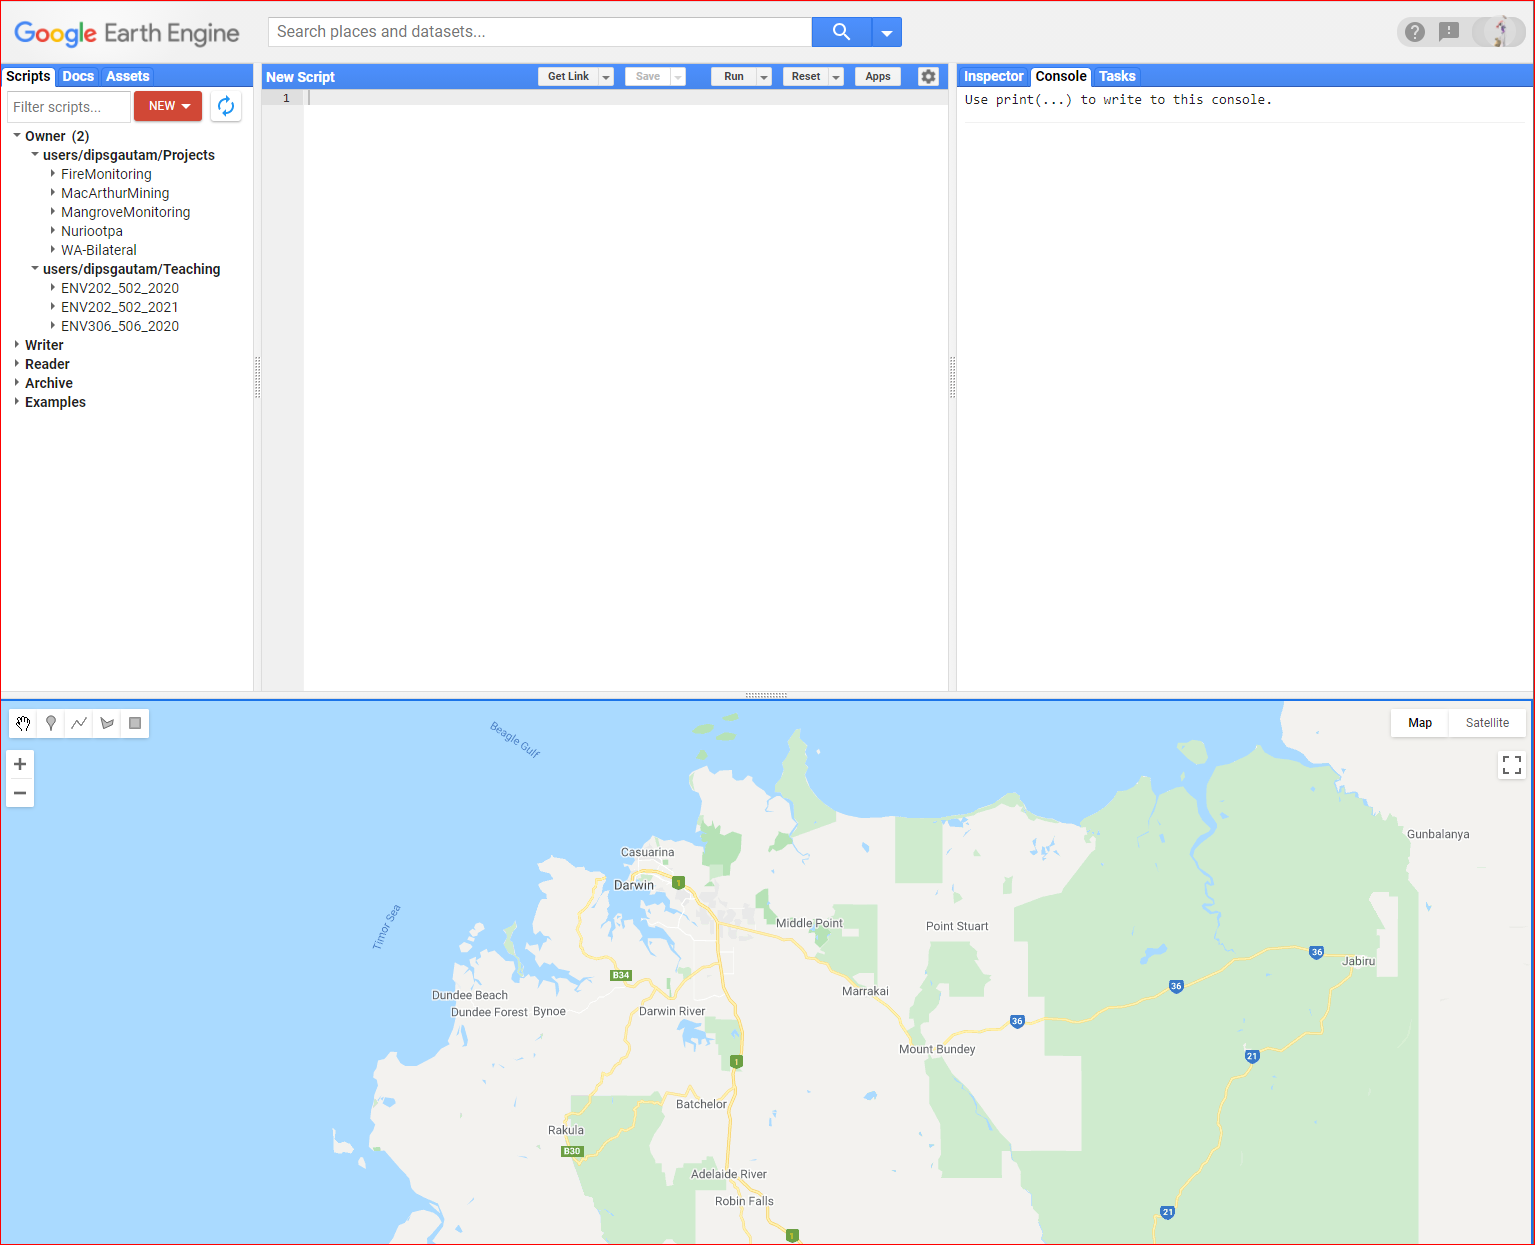 Google Earth Engine
Search places and datasets...
Scripts Docs Assets
Filter scripts...
NEW
Owner (2)
users/dipsgautam/Projects
FireMonitoring
MacArthurMining
MangroveMonitoring
Nuriootpa
WA-Bilateral
users/dipsgautam/Teaching
ENV202_502_2020
ENV202_502_2021
ENV306_506_2020
Writer
Reader
Archive
Examples
New Script
Get Link
Save
Run
Reset
Apps
1
Inspector Console Tasks
Use print(...) to write to this console.
Map Satellite
Beagle Gulf
Gunbalanya
Casuarina
Darwin
1
Timor Sea
Middle Point
Point Stuart
36
Jabiru
B34
36
Dundee Beach
Marrakai
Dundee Forest
Bynoe
Darwin River
36
Mount Bundey
21
1
Batchelor
Rakula
B30
Adelaide River
Robin Falls
21
1